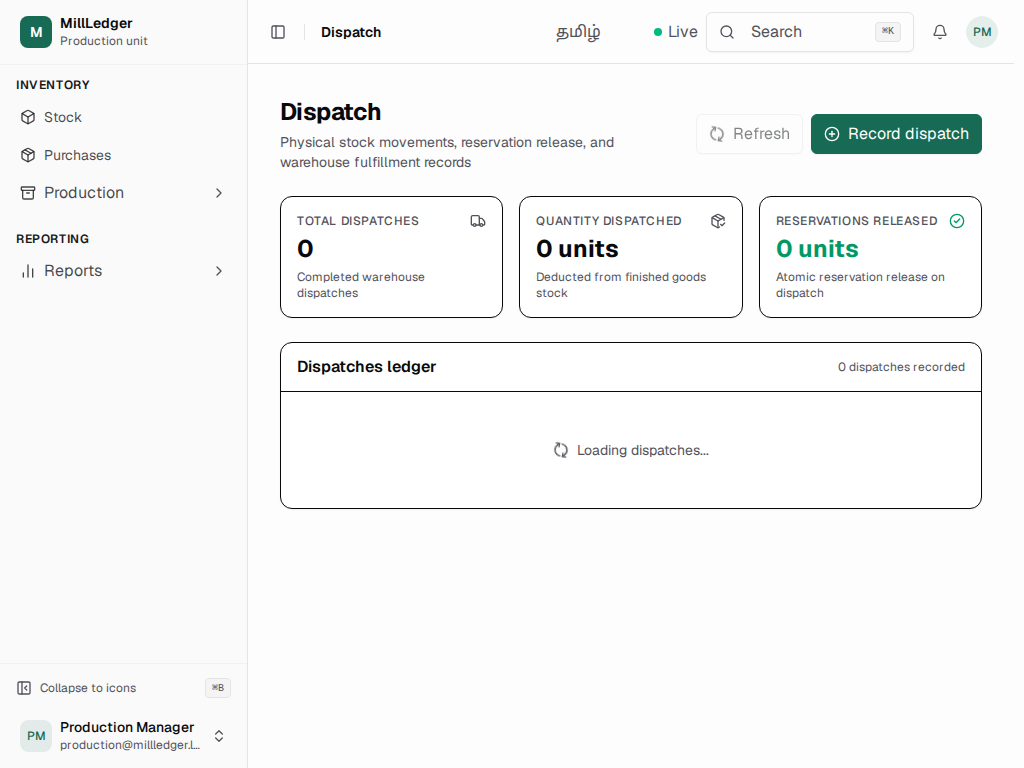 M
MillLedger
Production unit
INVENTORY
Stock
Purchases
Production
REPORTING
Reports
Collapse to icons
⌘B
PM
Production Manager
production@millledger.l...
Dispatch
தமிழ்
Live
Search
⌘K
PM
Dispatch
Physical stock movements, reservation release, and
warehouse fulfillment records
Refresh
Record dispatch
TOTAL DISPATCHES
0
Completed warehouse
dispatches
QUANTITY DISPATCHED
0 units
Deducted from finished goods
stock
RESERVATIONS RELEASED
0 units
Atomic reservation release on
dispatch
Dispatches ledger
0 dispatches recorded
Loading dispatches...